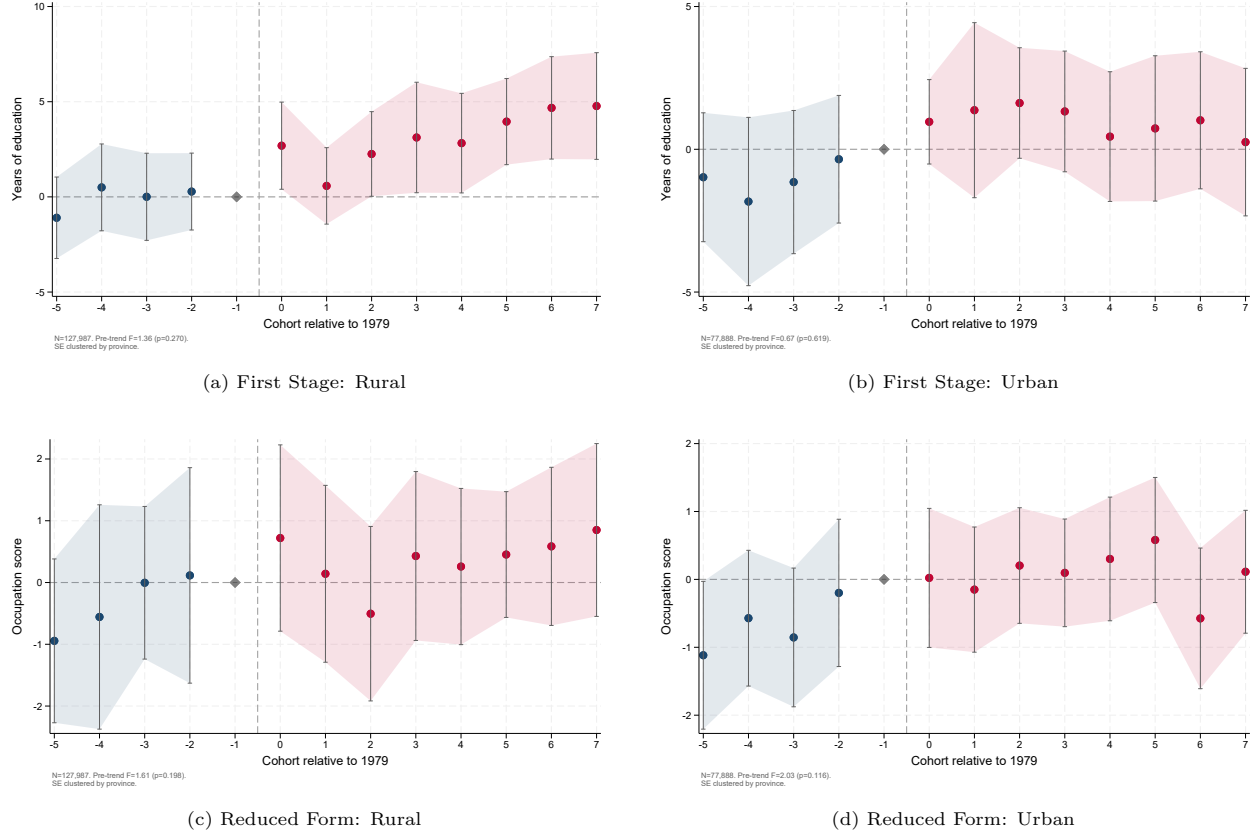 10
5
0
-5
Years of education
-5 -4 -3 -2 -1 0 1 2 3 4 5 6 7
Cohort relative to 1979
N=127,987. Pre-trend F=1.36 (p=0.270).
SE clustered by province.
(a) First Stage: Rural
5
0
-5
Years of education
-5 -4 -3 -2 -1 0 1 2 3 4 5 6 7
Cohort relative to 1979
N=77,888. Pre-trend F=0.67 (p=0.619).
SE clustered by province.
(b) First Stage: Urban
2
1
0
-1
-2
Occupation score
-5 -4 -3 -2 -1 0 1 2 3 4 5 6 7
Cohort relative to 1979
N=127,987. Pre-trend F=1.61 (p=0.198).
SE clustered by province.
(c) Reduced Form: Rural
2
1
0
-1
-2
Occupation score
-5 -4 -3 -2 -1 0 1 2 3 4 5 6 7
Cohort relative to 1979
N=77,888. Pre-trend F=2.03 (p=0.116).
SE clustered by province.
(d) Reduced Form: Urban